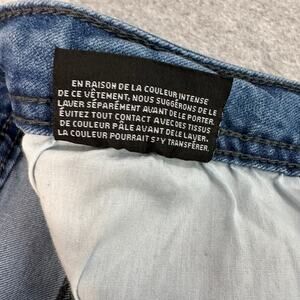 EN RAISON DE LA COULEUR INTENSE
DE CE VÊTEMENT, NOUS SUGGÉRONS DE LE
LAVER SÉPARÉMENT AVANT DE LE PORTER.
ÉVITEZ TOUT CONTACT AVEC DES TISSUS
DE COULEUR PÂLE AVANT DE LE LAVER.
LA COULEUR POURRAIT S'Y TRANSFÉRER.